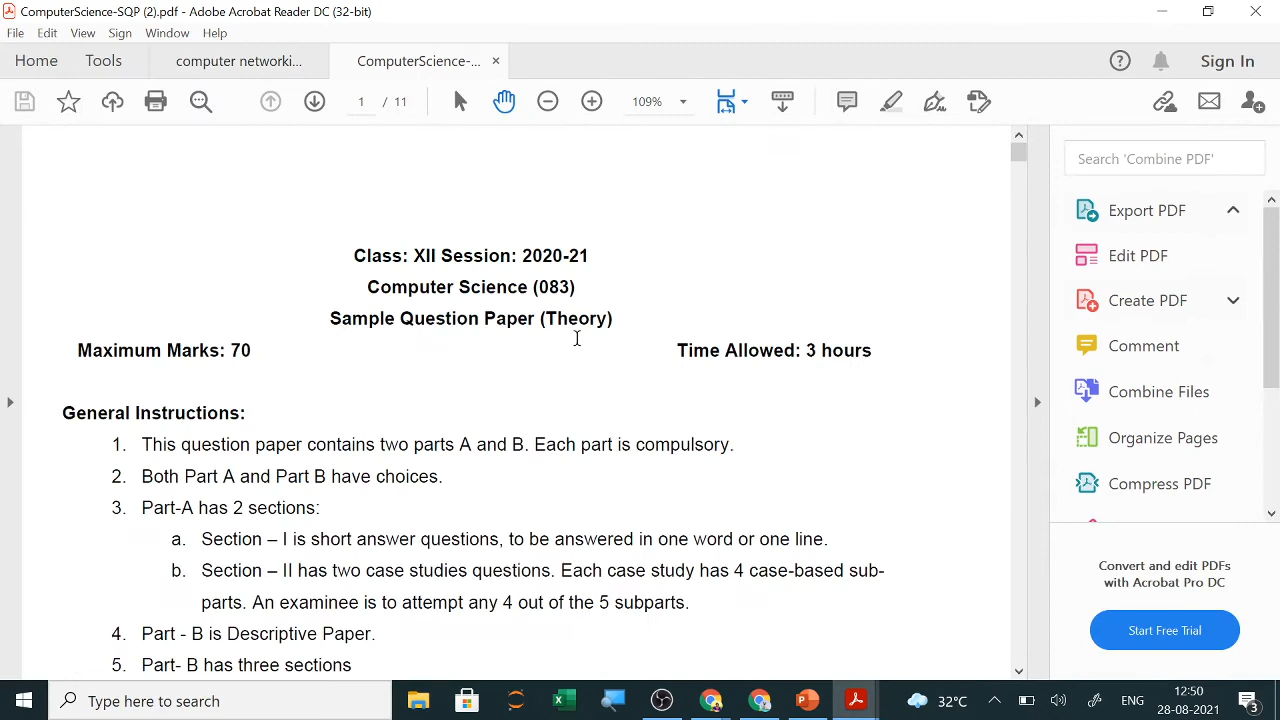 ComputerScience-SQP (2).pdf - Adobe Acrobat Reader DC (32-bit)
File Edit View Sign Window Help
Home Tools computer networki... ComputerScience-... × Sign In
1 / 11 109%
Search 'Combine PDF'
Export PDF
Edit PDF
Create PDF
Comment
Combine Files
Organize Pages
Compress PDF
Convert and edit PDFs
with Acrobat Pro DC
Start Free Trial
Class: XII Session: 2020-21
Computer Science (083)
Sample Question Paper (Theory)
Maximum Marks: 70 Time Allowed: 3 hours
General Instructions:
1. This question paper contains two parts A and B. Each part is compulsory.
2. Both Part A and Part B have choices.
3. Part-A has 2 sections:
a. Section – I is short answer questions, to be answered in one word or one line.
b. Section – II has two case studies questions. Each case study has 4 case-based sub-
parts. An examinee is to attempt any 4 out of the 5 subparts.
4. Part - B is Descriptive Paper.
5. Part- B has three sections
Type here to search
32°C ENG 12:50
28-08-2021 3